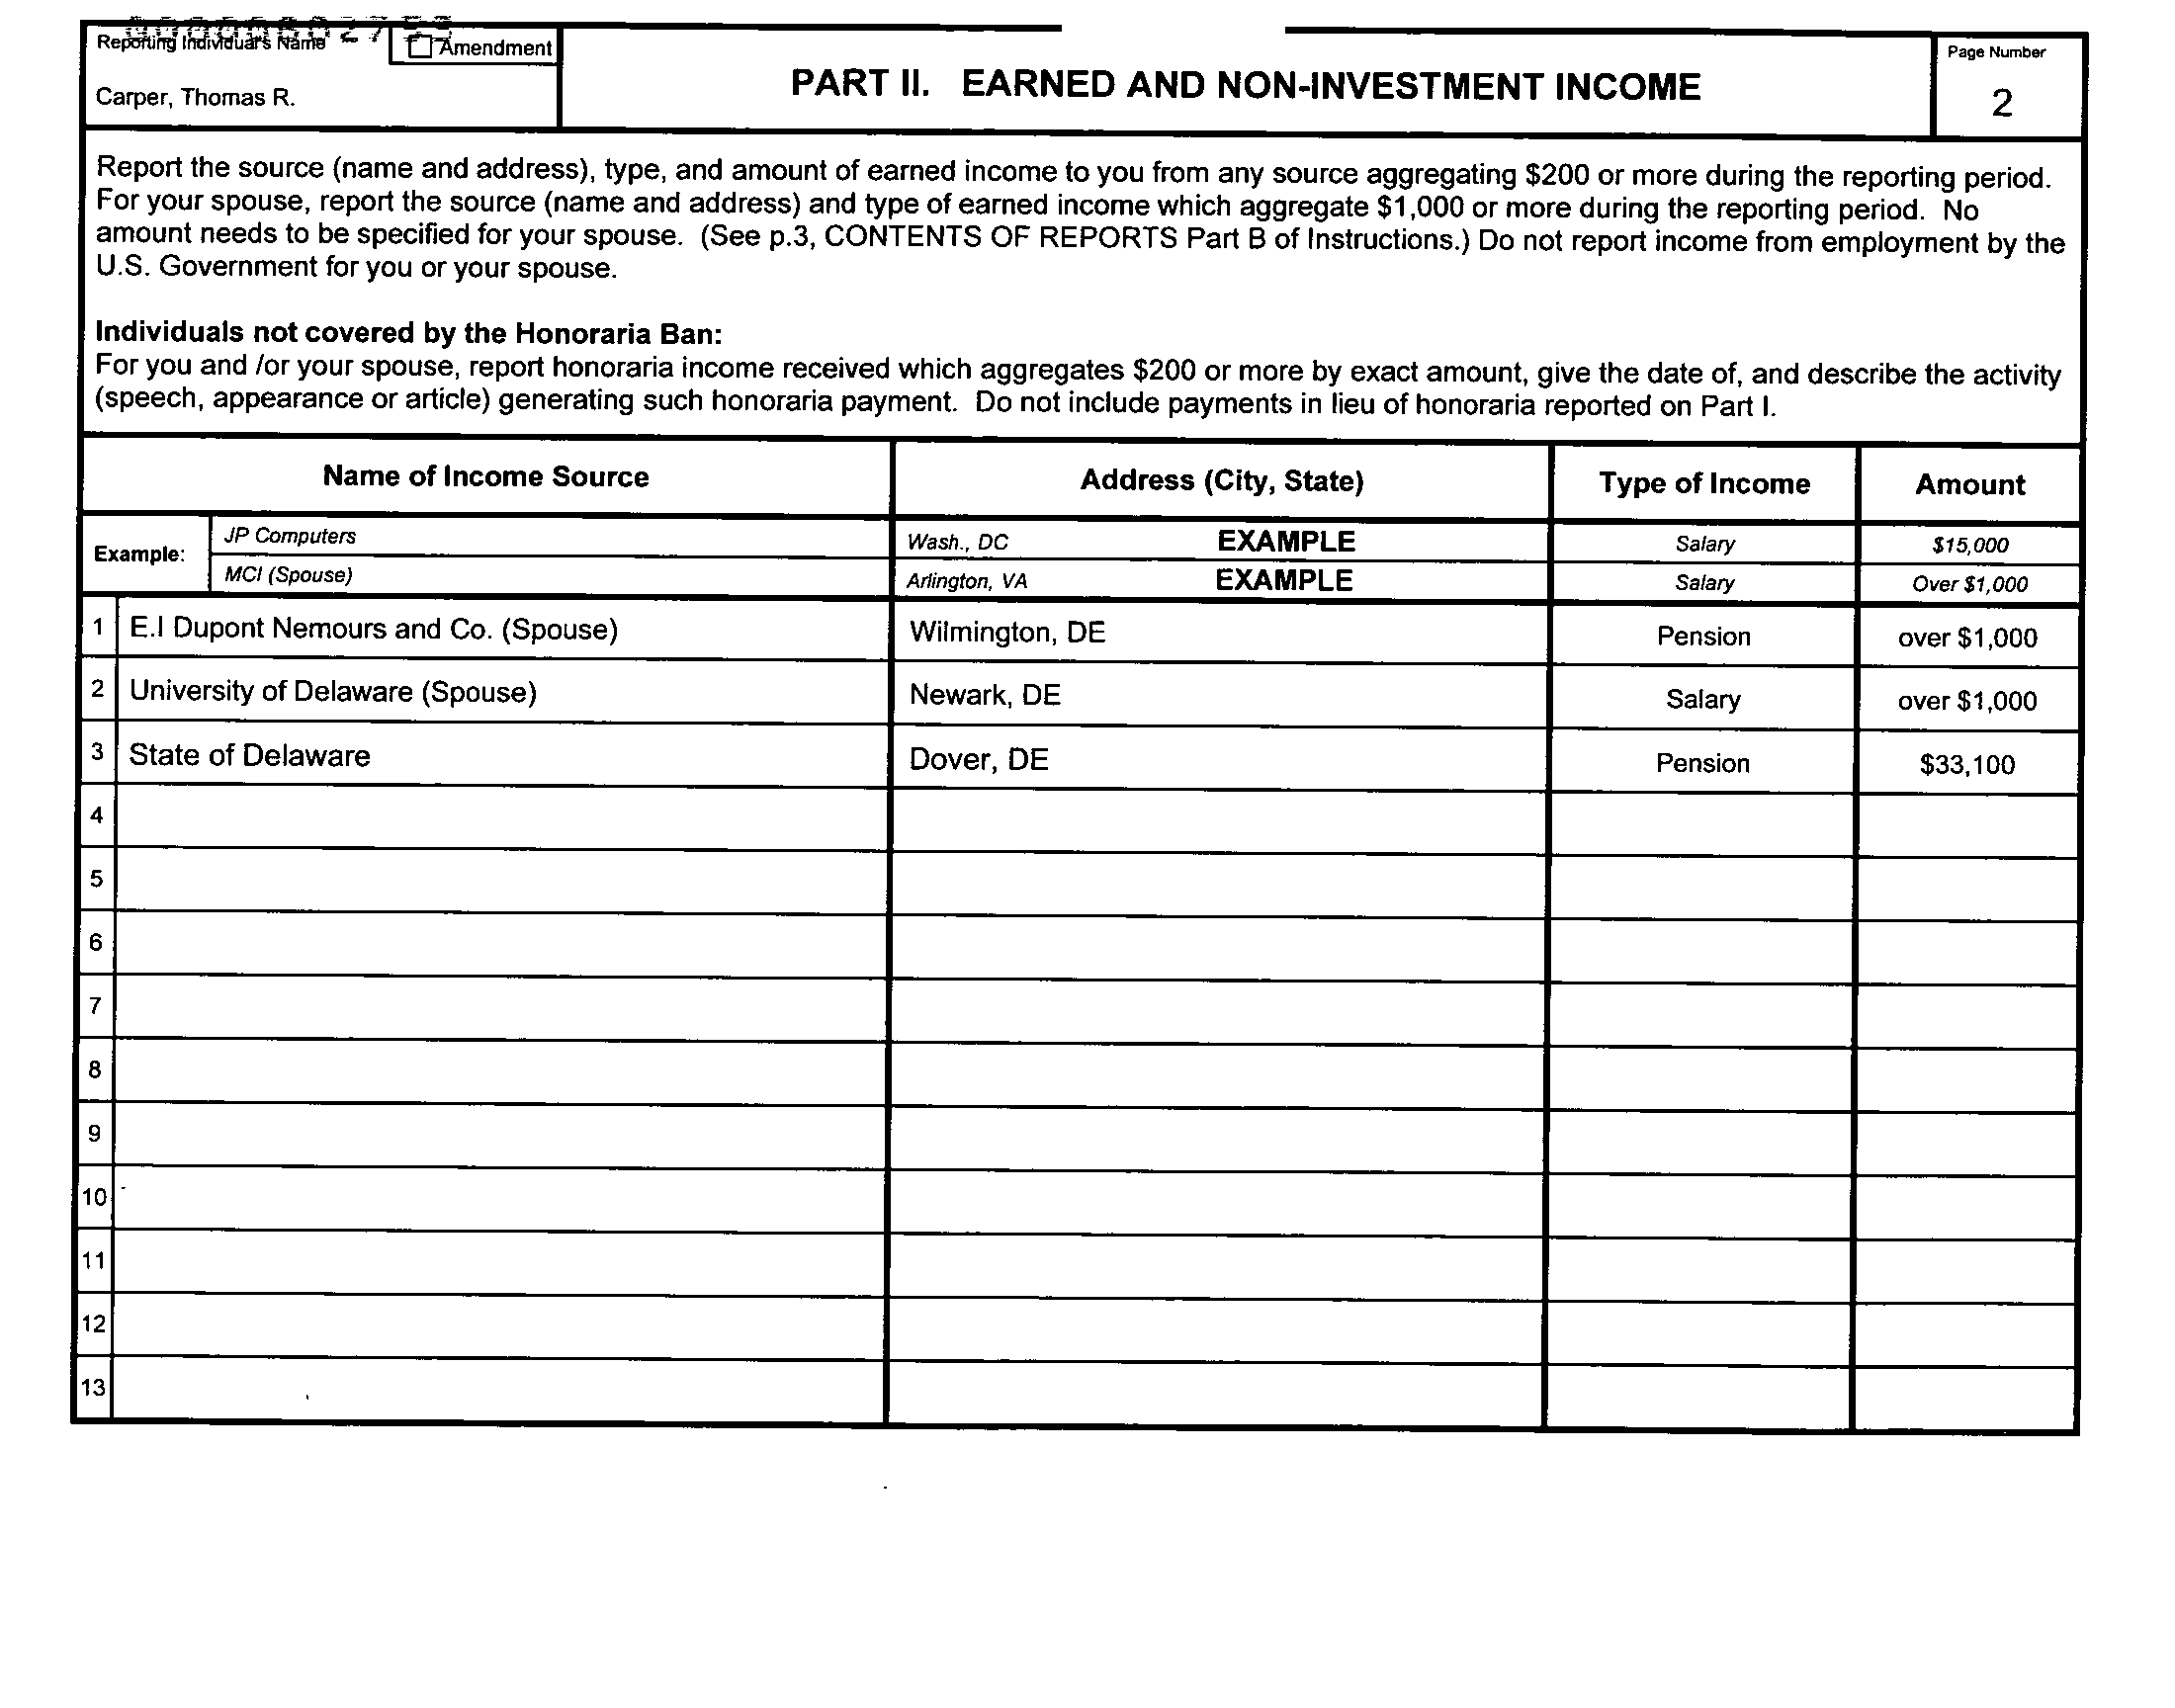 Reporting Individual's Name
Amendment
Carper, Thomas R.
PART II. EARNED AND NON-INVESTMENT INCOME
Page Number
2
Report the source (name and address), type, and amount of earned income to you from any source aggregating $200 or more during the reporting period.
For your spouse, report the source (name and address) and type of earned income which aggregate $1,000 or more during the reporting period. No
amount needs to be specified for your spouse. (See p.3, CONTENTS OF REPORTS Part B of Instructions.) Do not report income from employment by the
U.S. Government for you or your spouse.
Individuals not covered by the Honoraria Ban:
For you and /or your spouse, report honoraria income received which aggregates $200 or more by exact amount, give the date of, and describe the activity
(speech, appearance or article) generating such honoraria payment. Do not include payments in lieu of honoraria reported on Part I.
Name of Income Source Address (City, State) Type of Income Amount
Example: JP Computers Wash., DC EXAMPLE Salary $15,000
MCI (Spouse) Arlington, VA EXAMPLE Salary Over $1,000
1 E.I Dupont Nemours and Co. (Spouse) Wilmington, DE Pension over $1,000
2 University of Delaware (Spouse) Newark, DE Salary over $1,000
3 State of Delaware Dover, DE Pension $33,100
4
5
6
7
8
9
10
11
12
13